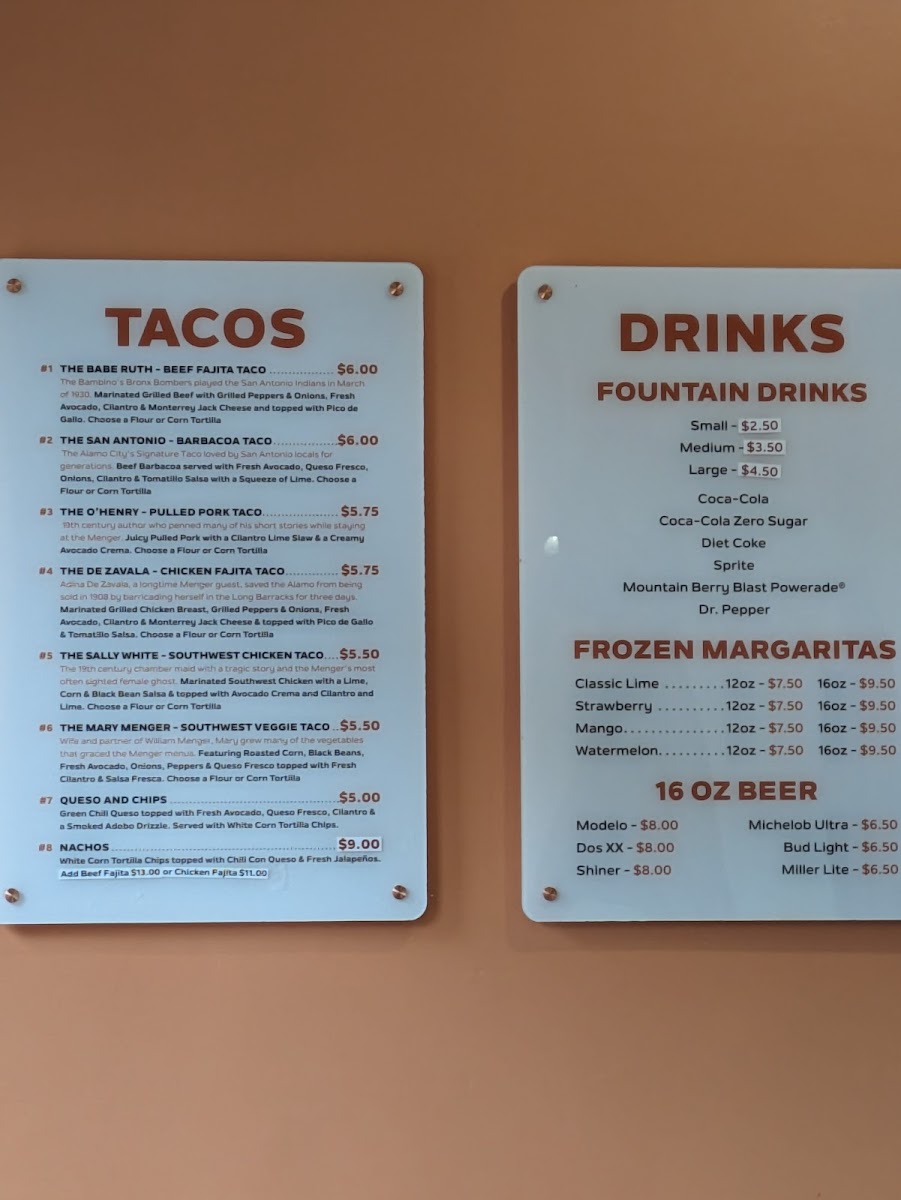 TACOS
#1 THE BABE RUTH - BEEF FAJITA TACO ............... $6.00
The Bambino's Bronx Bombers played the San Antonio Indians in March
of 1930. Marinated Grilled Beef with Grilled Peppers & Onions, Fresh
Avocado, Cilantro & Monterrey Jack Cheese and topped with Pico de
Gallo. Choose a Flour or Corn Tortilla
#2 THE SAN ANTONIO - BARBACOA TACO...............$6.00
The Alamo City's Signature Taco loved by San Antonio locals for
generations. Beef Barbacoa served with Fresh Avocado, Queso Fresco,
Onions, Cilantro & Tomatillo Salsa with a Squeeze of Lime. Choose a
Flour or Corn Tortilla
#3 THE O'HENRY - PULLED PORK TACO.................. $5.75
19th century author who penned many of his short stories while staying
at the Menger. Juicy Pulled Pork with a Cilantro Lime Slaw & a Creamy
Avocado Crema. Choose a Flour or Corn Tortilla
#4 THE DE ZAVALA - CHICKEN FAJITA TACO............ $5.75
Adina De Zavala, a longtime Menger guest, saved the Alamo from being
sold in 1908 by barricading herself in the Long Barracks for three days.
Marinated Grilled Chicken Breast, Grilled Peppers & Onions, Fresh
Avocado, Cilantro & Monterrey Jack Cheese & topped with Pico de Gallo
& Tomatillo Salsa. Choose a Flour or Corn Tortilla
#5 THE SALLY WHITE - SOUTHWEST CHICKEN TACO....$5.50
The 19th century chamber maid with a tragic story and the Menger's most
often sighted female ghost. Marinated Southwest Chicken with a Lime,
Corn & Black Bean Salsa & topped with Avocado Crema and Cilantro and
Lime. Choose a Flour or Corn Tortilla
#6 THE MARY MENGER - SOUTHWEST VEGGIE TACO ...$5.50
Wife and partner of William Menger, Mary grew many of the vegetables
that graced the Menger menus. Featuring Roasted Corn, Black Beans,
Fresh Avocado, Onions, Peppers & Queso Fresco topped with Fresh
Cilantro & Salsa Fresca. Choose a Flour or Corn Tortilla
#7 QUESO AND CHIPS ........................................$5.00
Green Chili Queso topped with Fresh Avocado, Queso Fresco, Cilantro &
a Smoked Adobo Drizzle. Served with White Corn Tortilla Chips.
#8 NACHOS ..................................................... $9.00
White Corn Tortilla Chips topped with Chili Con Queso & Fresh Jalapeños.
Add Beef Fajita $13.00 or Chicken Fajita $11.00
DRINKS
FOUNTAIN DRINKS
Small - $2.50
Medium - $3.50
Large - $4.50
Coca-Cola
Coca-Cola Zero Sugar
Diet Coke
Sprite
Mountain Berry Blast Powerade®
Dr. Pepper
FROZEN MARGARITAS
Classic Lime .........12oz - $7.50 16oz - $9.50
Strawberry ...........12oz - $7.50 16oz - $9.50
Mango................12oz - $7.50 16oz - $9.50
Watermelon..........12oz - $7.50 16oz - $9.50
16 OZ BEER
Modelo - $8.00 Michelob Ultra - $6.50
Dos XX - $8.00 Bud Light - $6.50
Shiner - $8.00 Miller Lite - $6.50